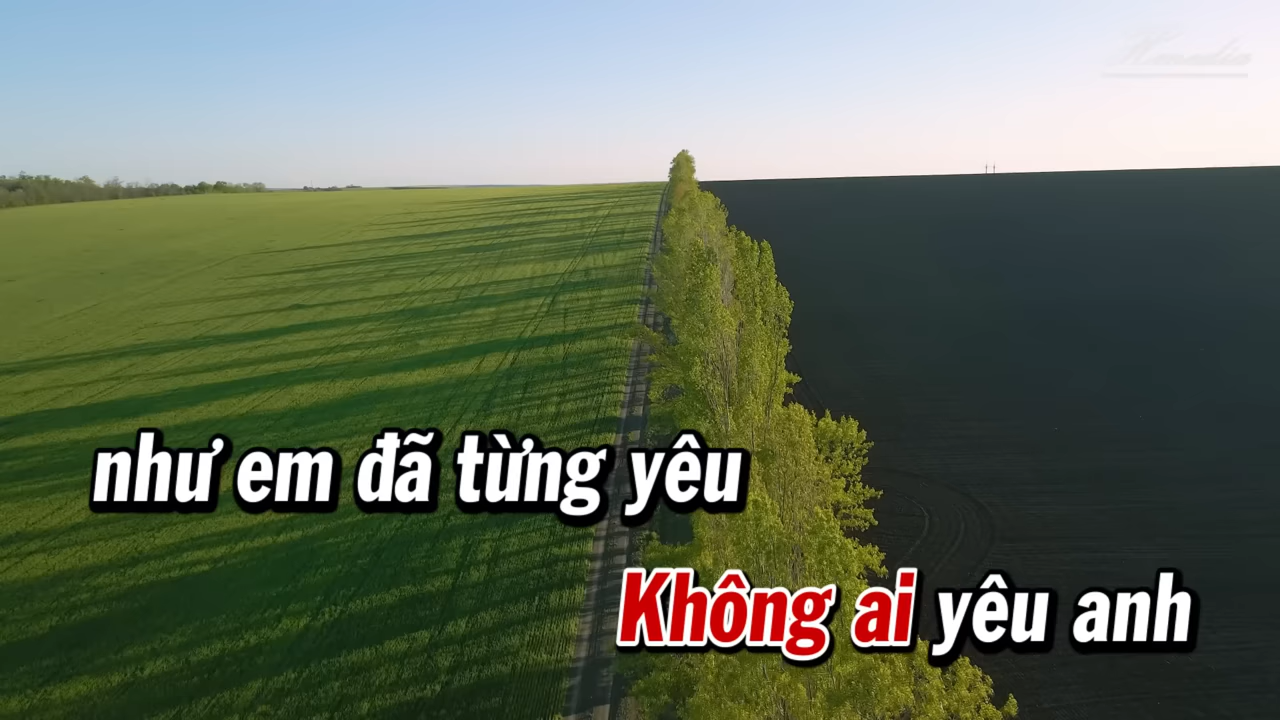 như em đã từng yêu
Không ai yêu anh